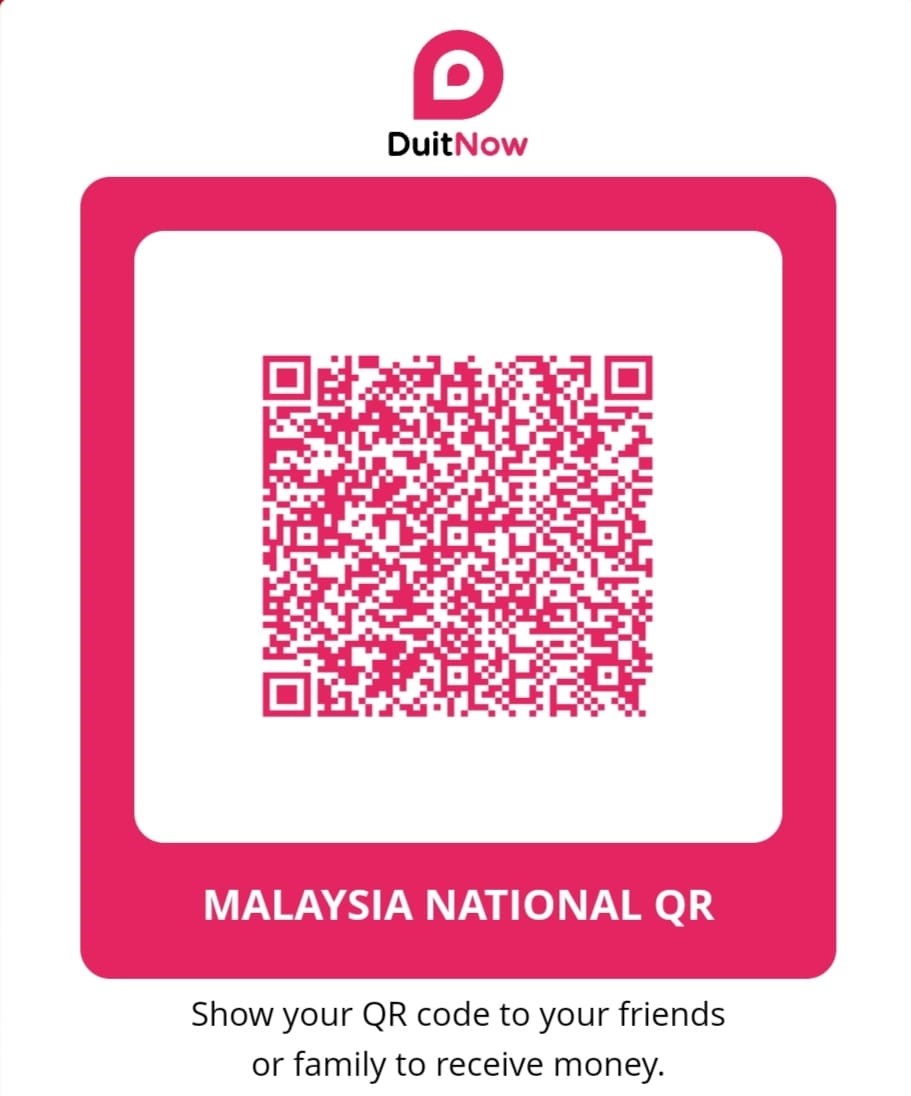 DuitNow
MALAYSIA NATIONAL QR
Show your QR code to your friends
or family to receive money.